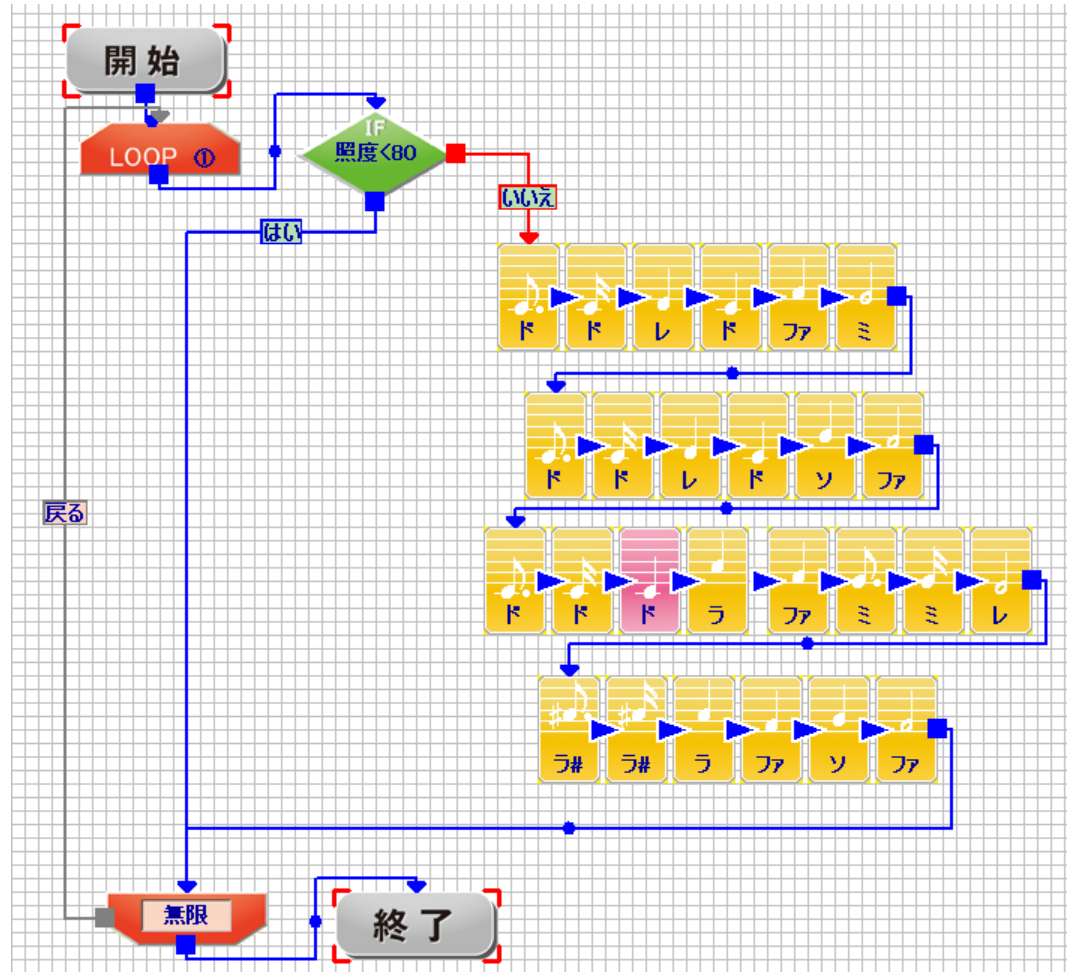 開始
LOOP ①
IF
照度<80
いいえ
はい
ド ド レ ド ファ ミ
ド ド レ ド ソ ファ
戻る
ド ド ド ラ ファ ミ ミ レ
ラ# ラ# ラ ファ ソ ファ
無限
終了